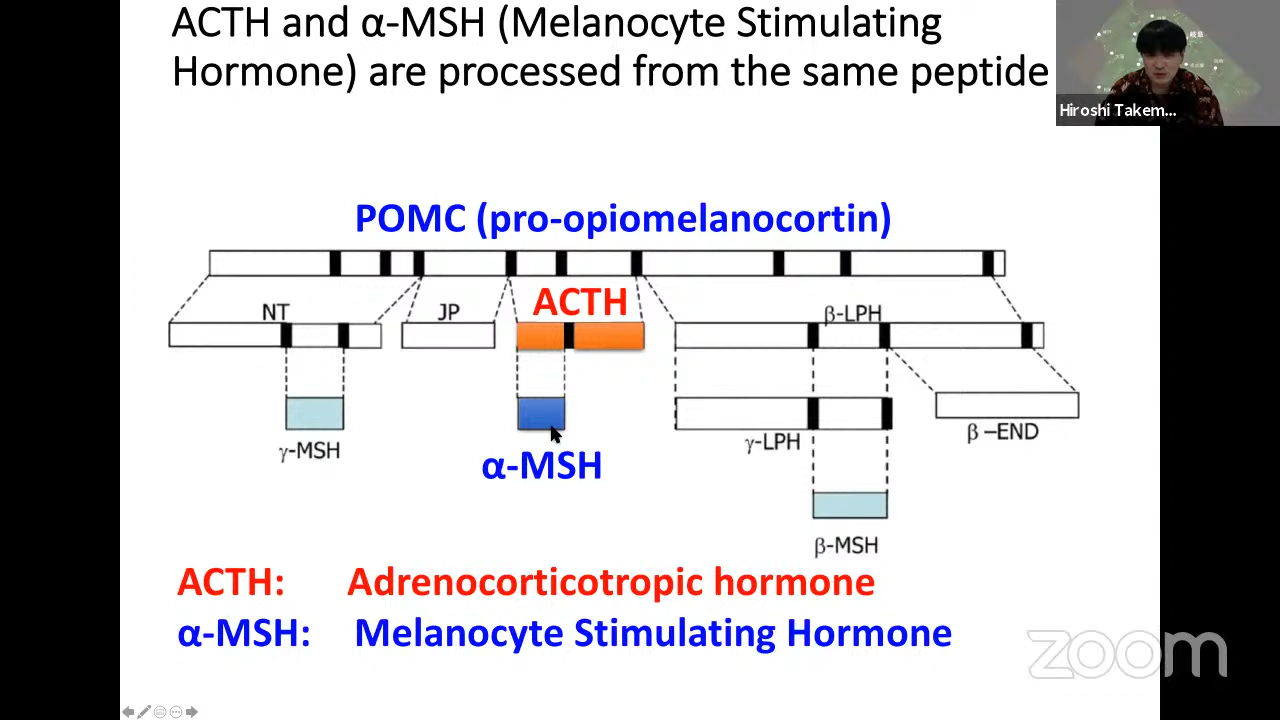 ACTH and α-MSH (Melanocyte Stimulating
Hormone) are processed from the same peptide
Hiroshi Takem...
POMC (pro-opiomelanocortin)
NT
JP
ACTH
β-LPH
γ-MSH
α-MSH
γ-LPH
β –END
β-MSH
ACTH: Adrenocorticotropic hormone
α-MSH: Melanocyte Stimulating Hormone
zoom